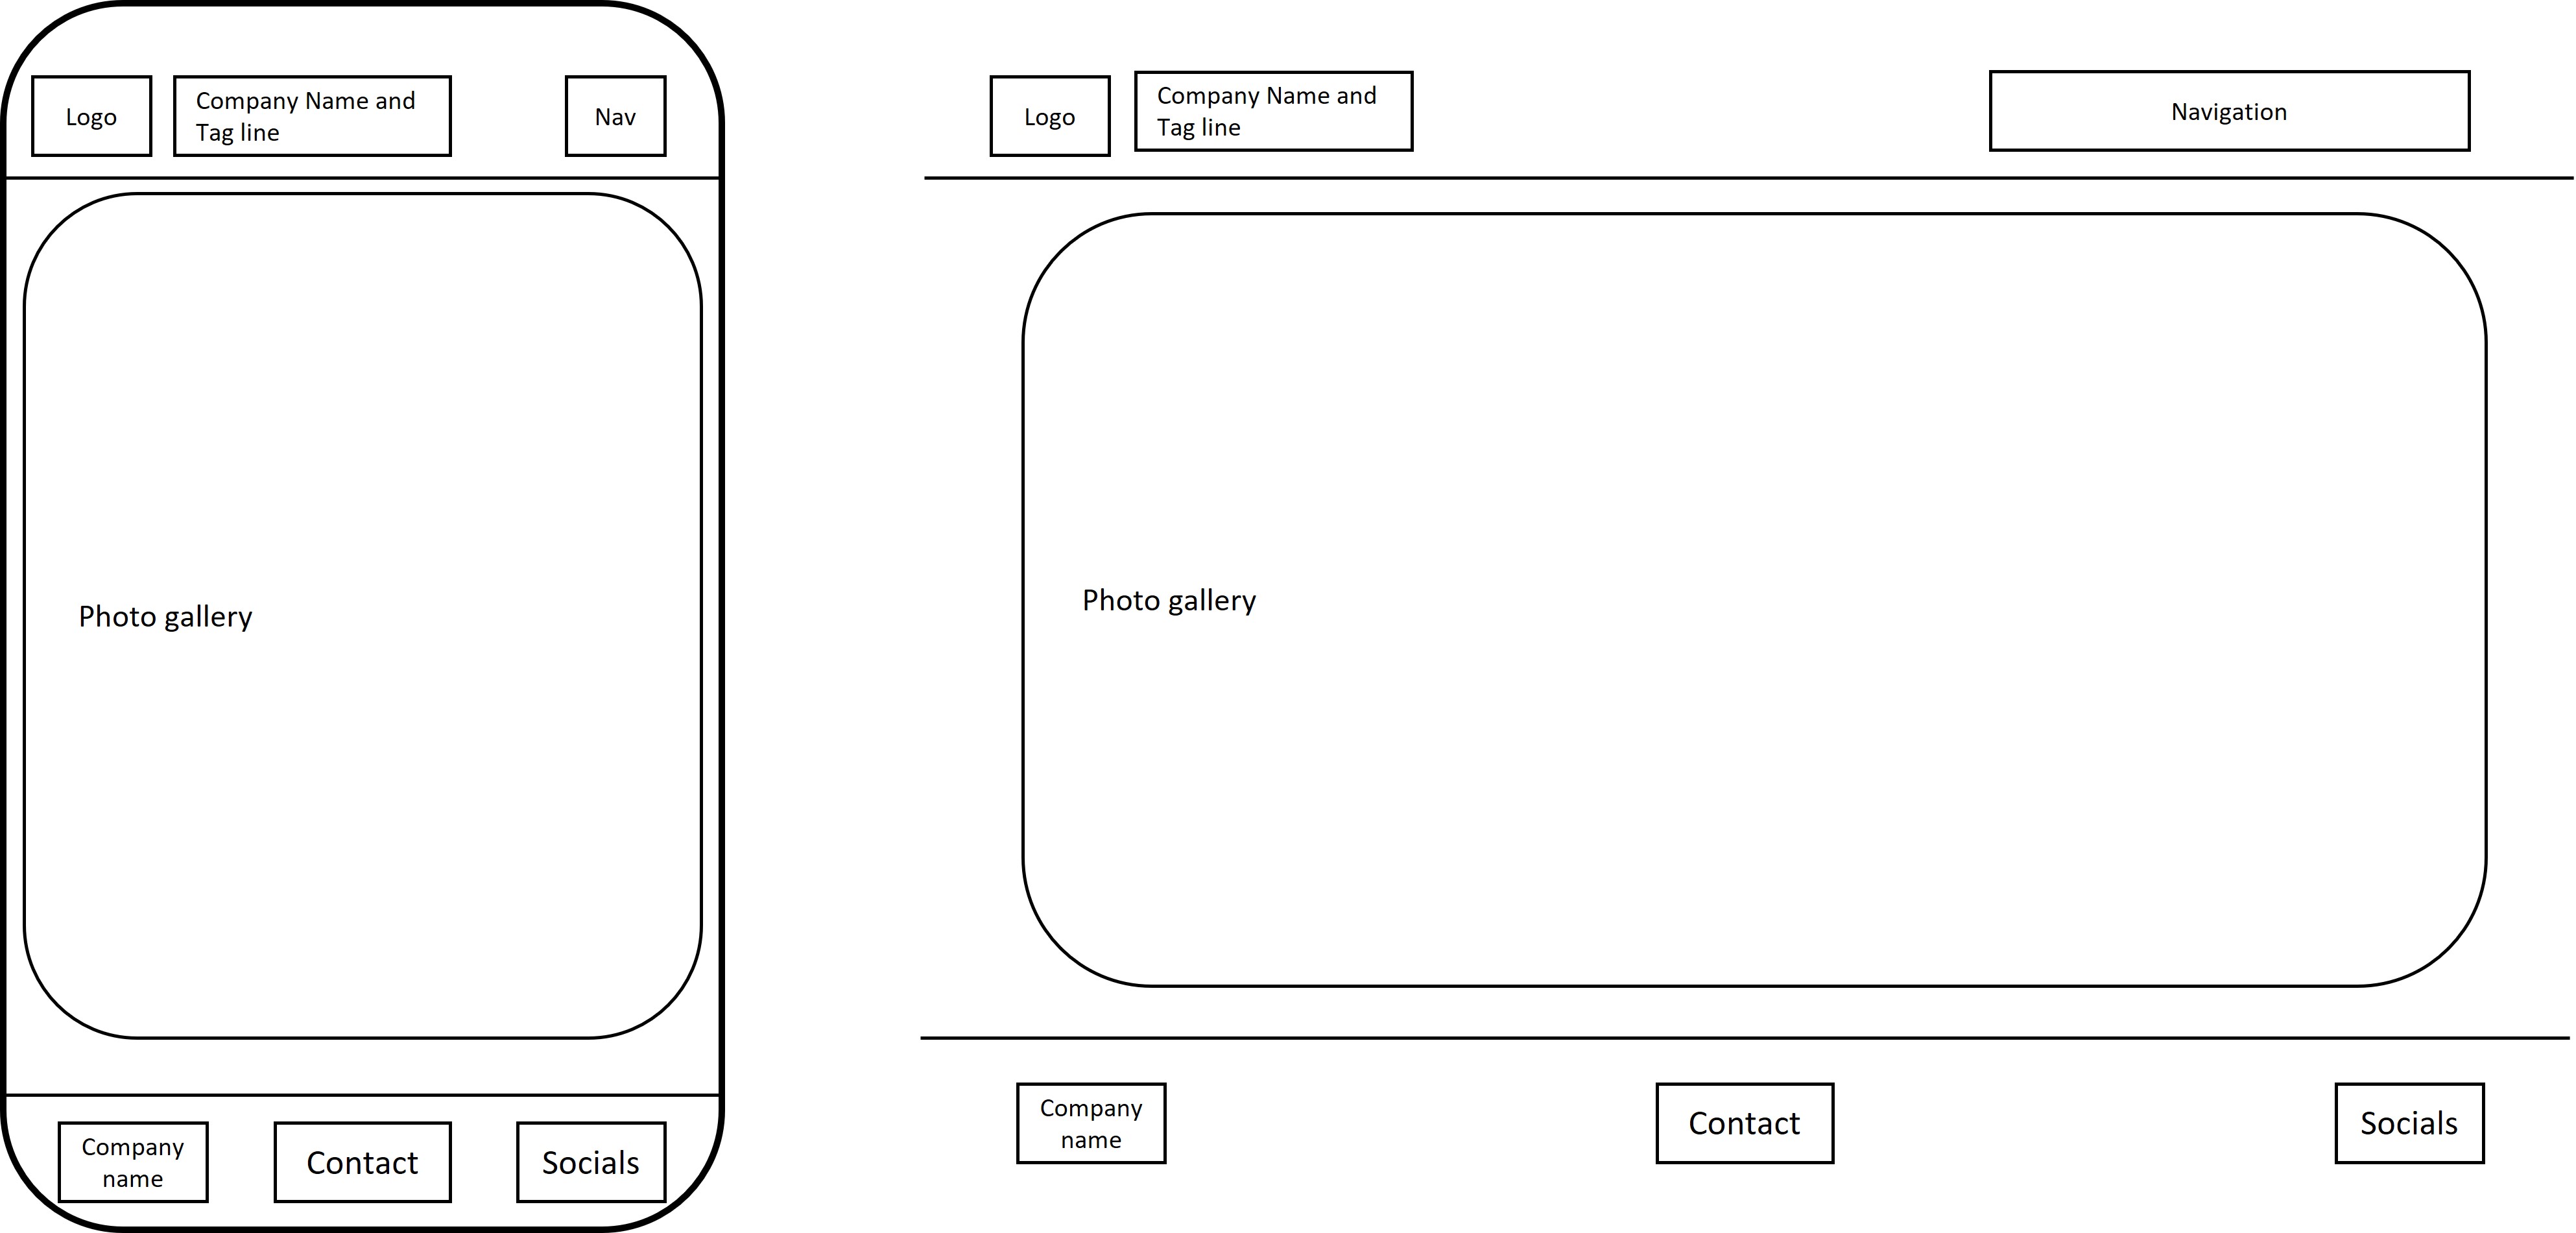 Logo
Company Name and
Tag line
Nav
Photo gallery
Company
name
Contact
Socials
Logo
Company Name and
Tag line
Navigation
Photo gallery
Company
name
Contact
Socials